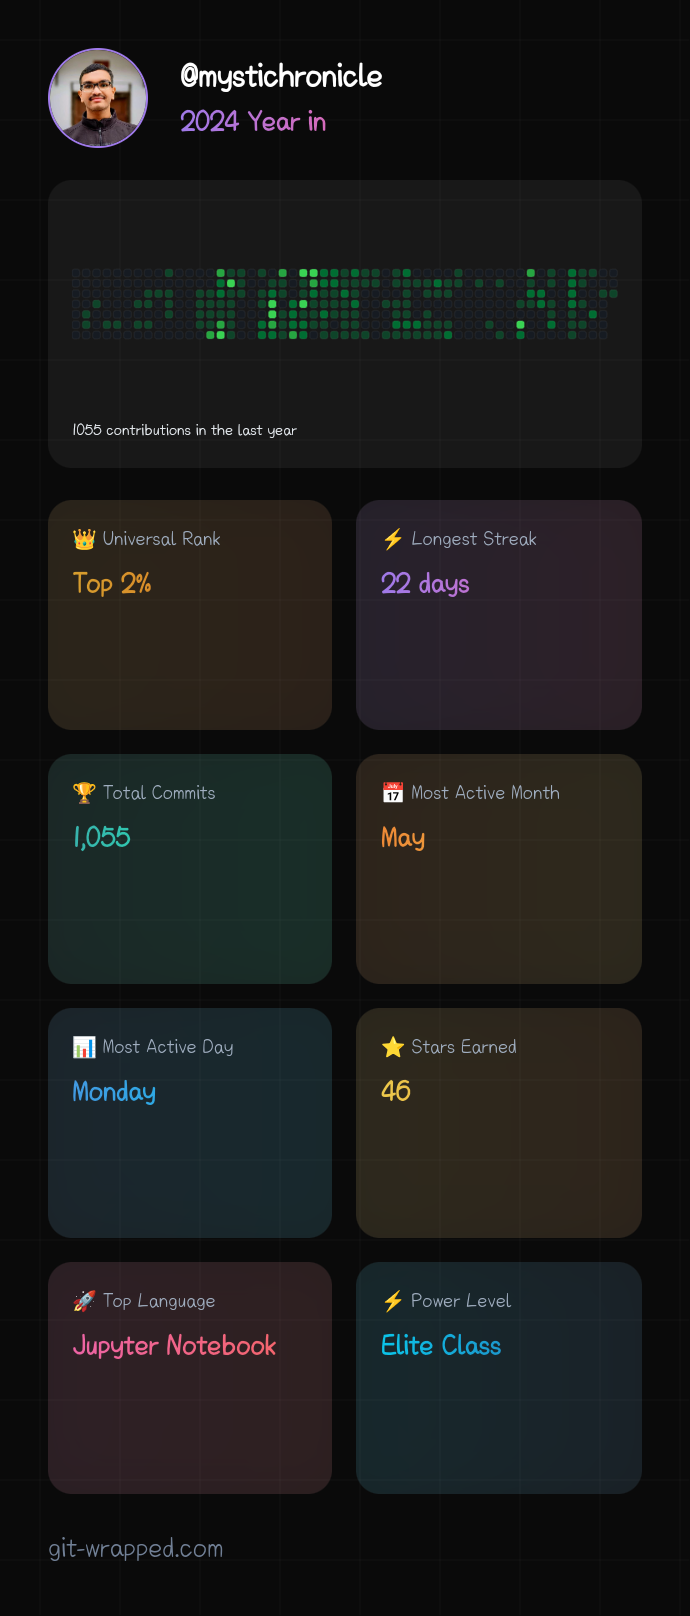 @mystichronicle
2024 Year in
1055 contributions in the last year
👑 Universal Rank
Top 2%
⚡ Longest Streak
22 days
🏆 Total Commits
1,055
📅 Most Active Month
May
📊 Most Active Day
Monday
⭐ Stars Earned
46
🚀 Top Language
Jupyter Notebook
⚡ Power Level
Elite Class
git-wrapped.com